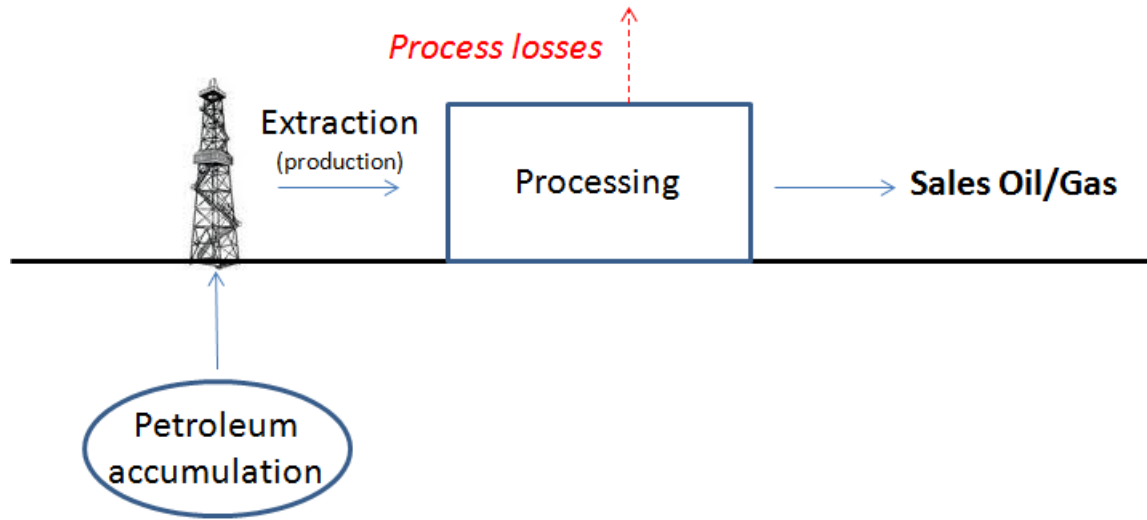 Process losses
Extraction
(production)
Processing
Sales Oil/Gas
Petroleum
accumulation